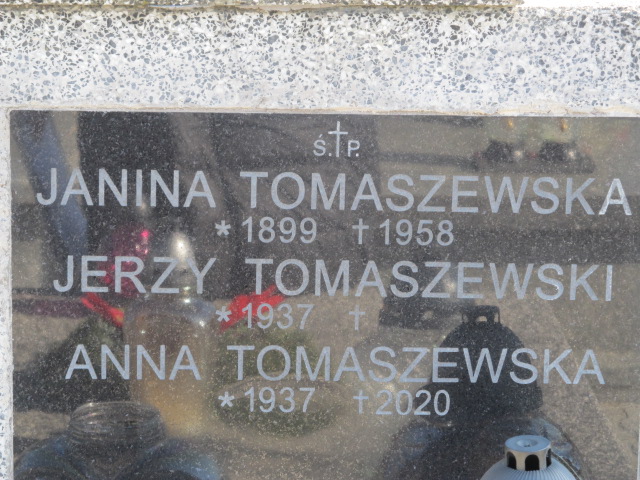 Ś.†P.
JANINA TOMASZEWSKA
* 1899 † 1958
JERZY TOMASZEWSKI
* 1937 †
ANNA TOMASZEWSKA
* 1937 † 2020